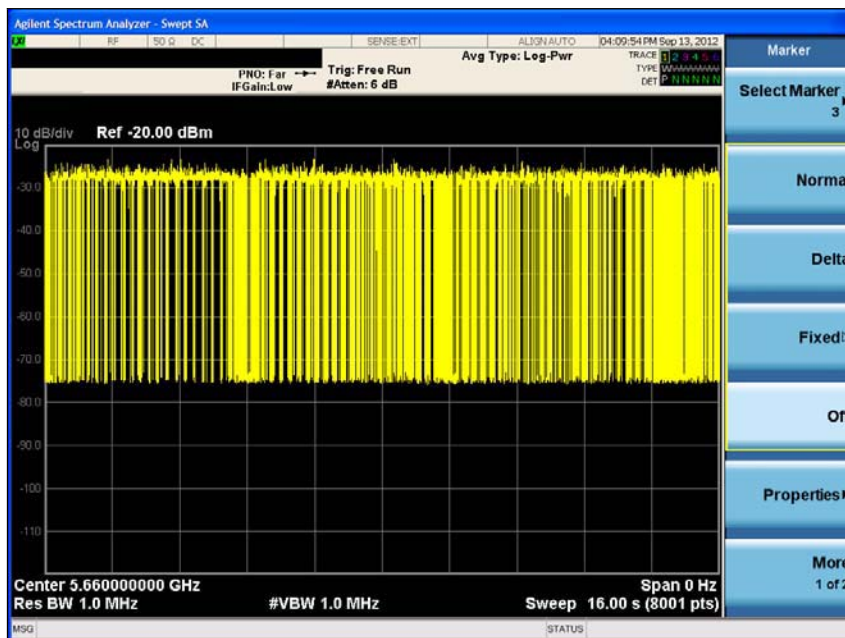 Agilent Spectrum Analyzer - Swept SA
RF 50 Ω DC SENSE:EXT ALIGN AUTO 04:09:54 PM Sep 13, 2012
Marker
Avg Type: Log-Pwr
TRACE 1 2 3 4 5 6
PNO: Far Trig: Free Run
TYPE
IFGain:Low #Atten: 6 dB
DET P N N N N N
Select Marker
3
10 dB/div Ref -20.00 dBm
Log
-30.0
-40.0
-50.0
-60.0
-70.0
-80.0
-90.0
-100
-110
Norma
Delta
Fixed
Of
Properties
More
1 of 2
Center 5.660000000 GHz Span 0 Hz
Res BW 1.0 MHz #VBW 1.0 MHz Sweep 16.00 s (8001 pts)
MSG STATUS